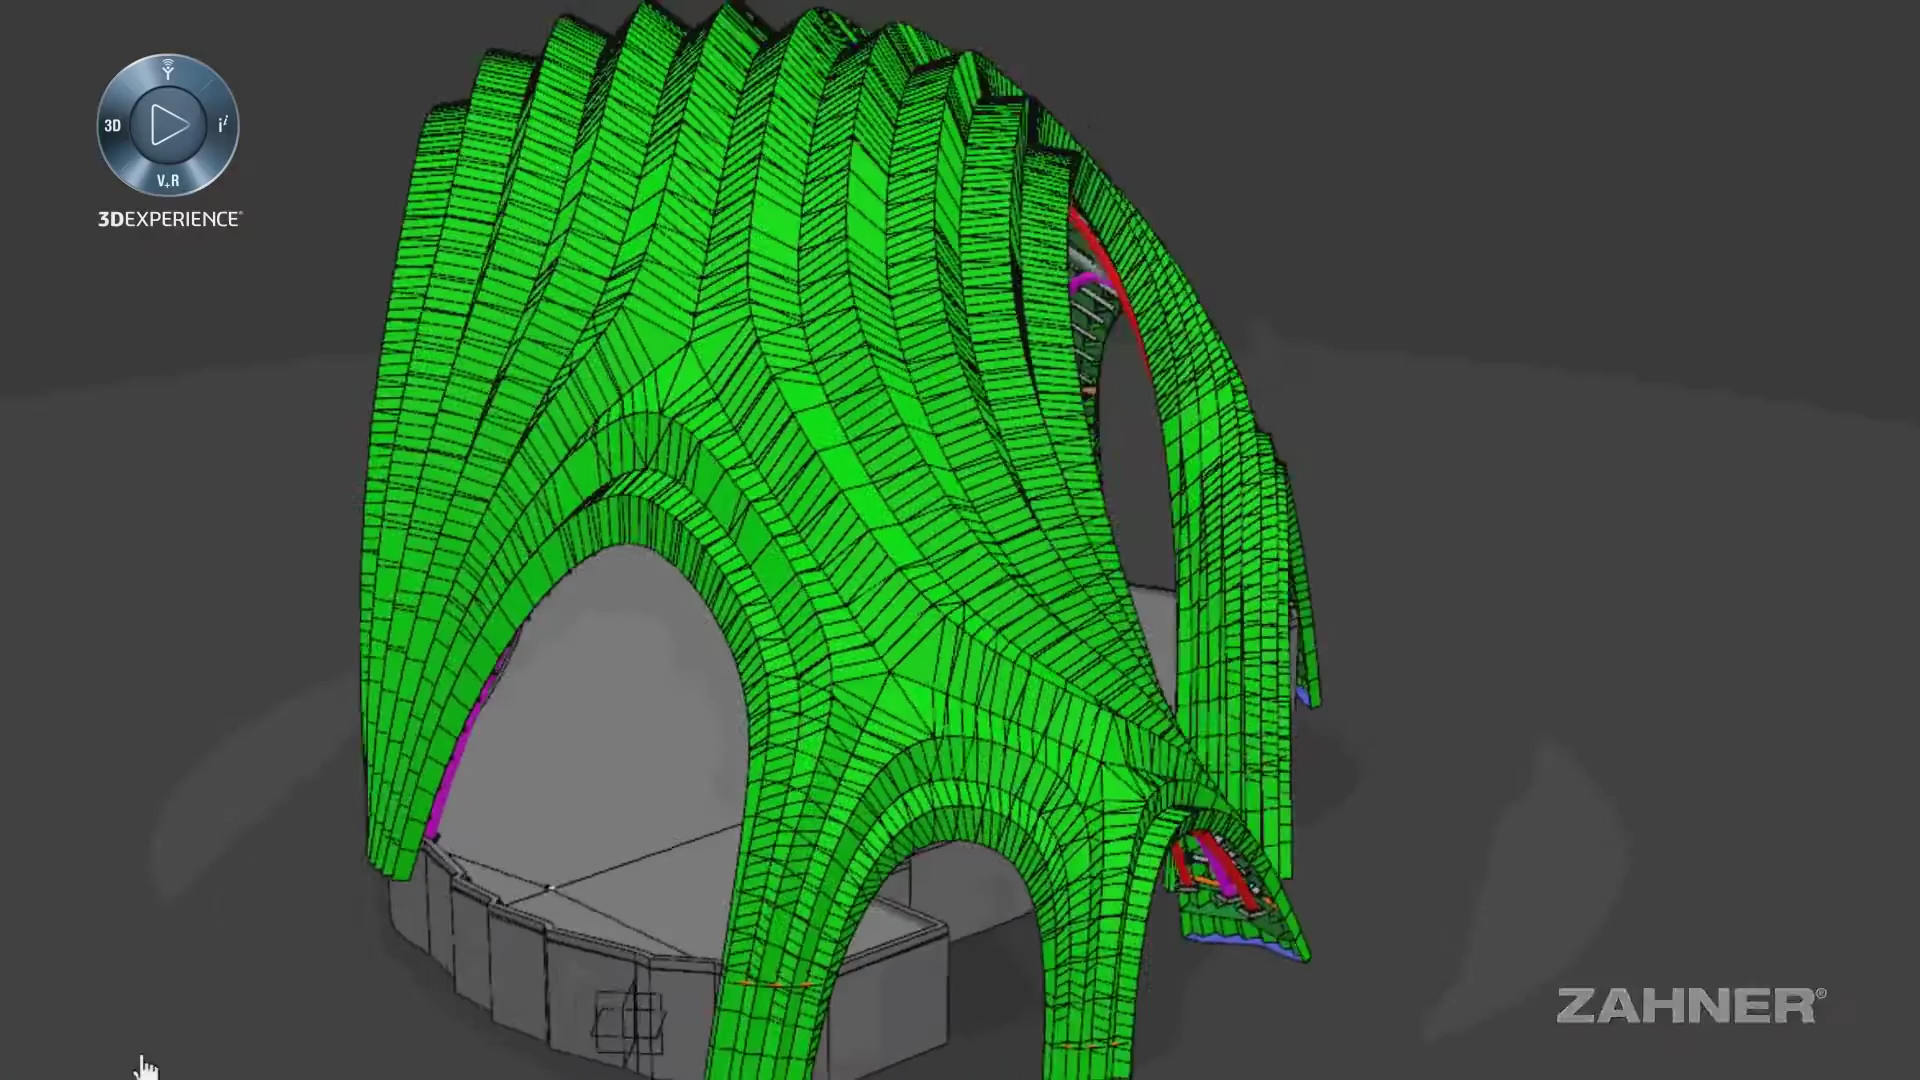 3D
i i
V+R
3DEXPERIENCE®
ZAHNER®